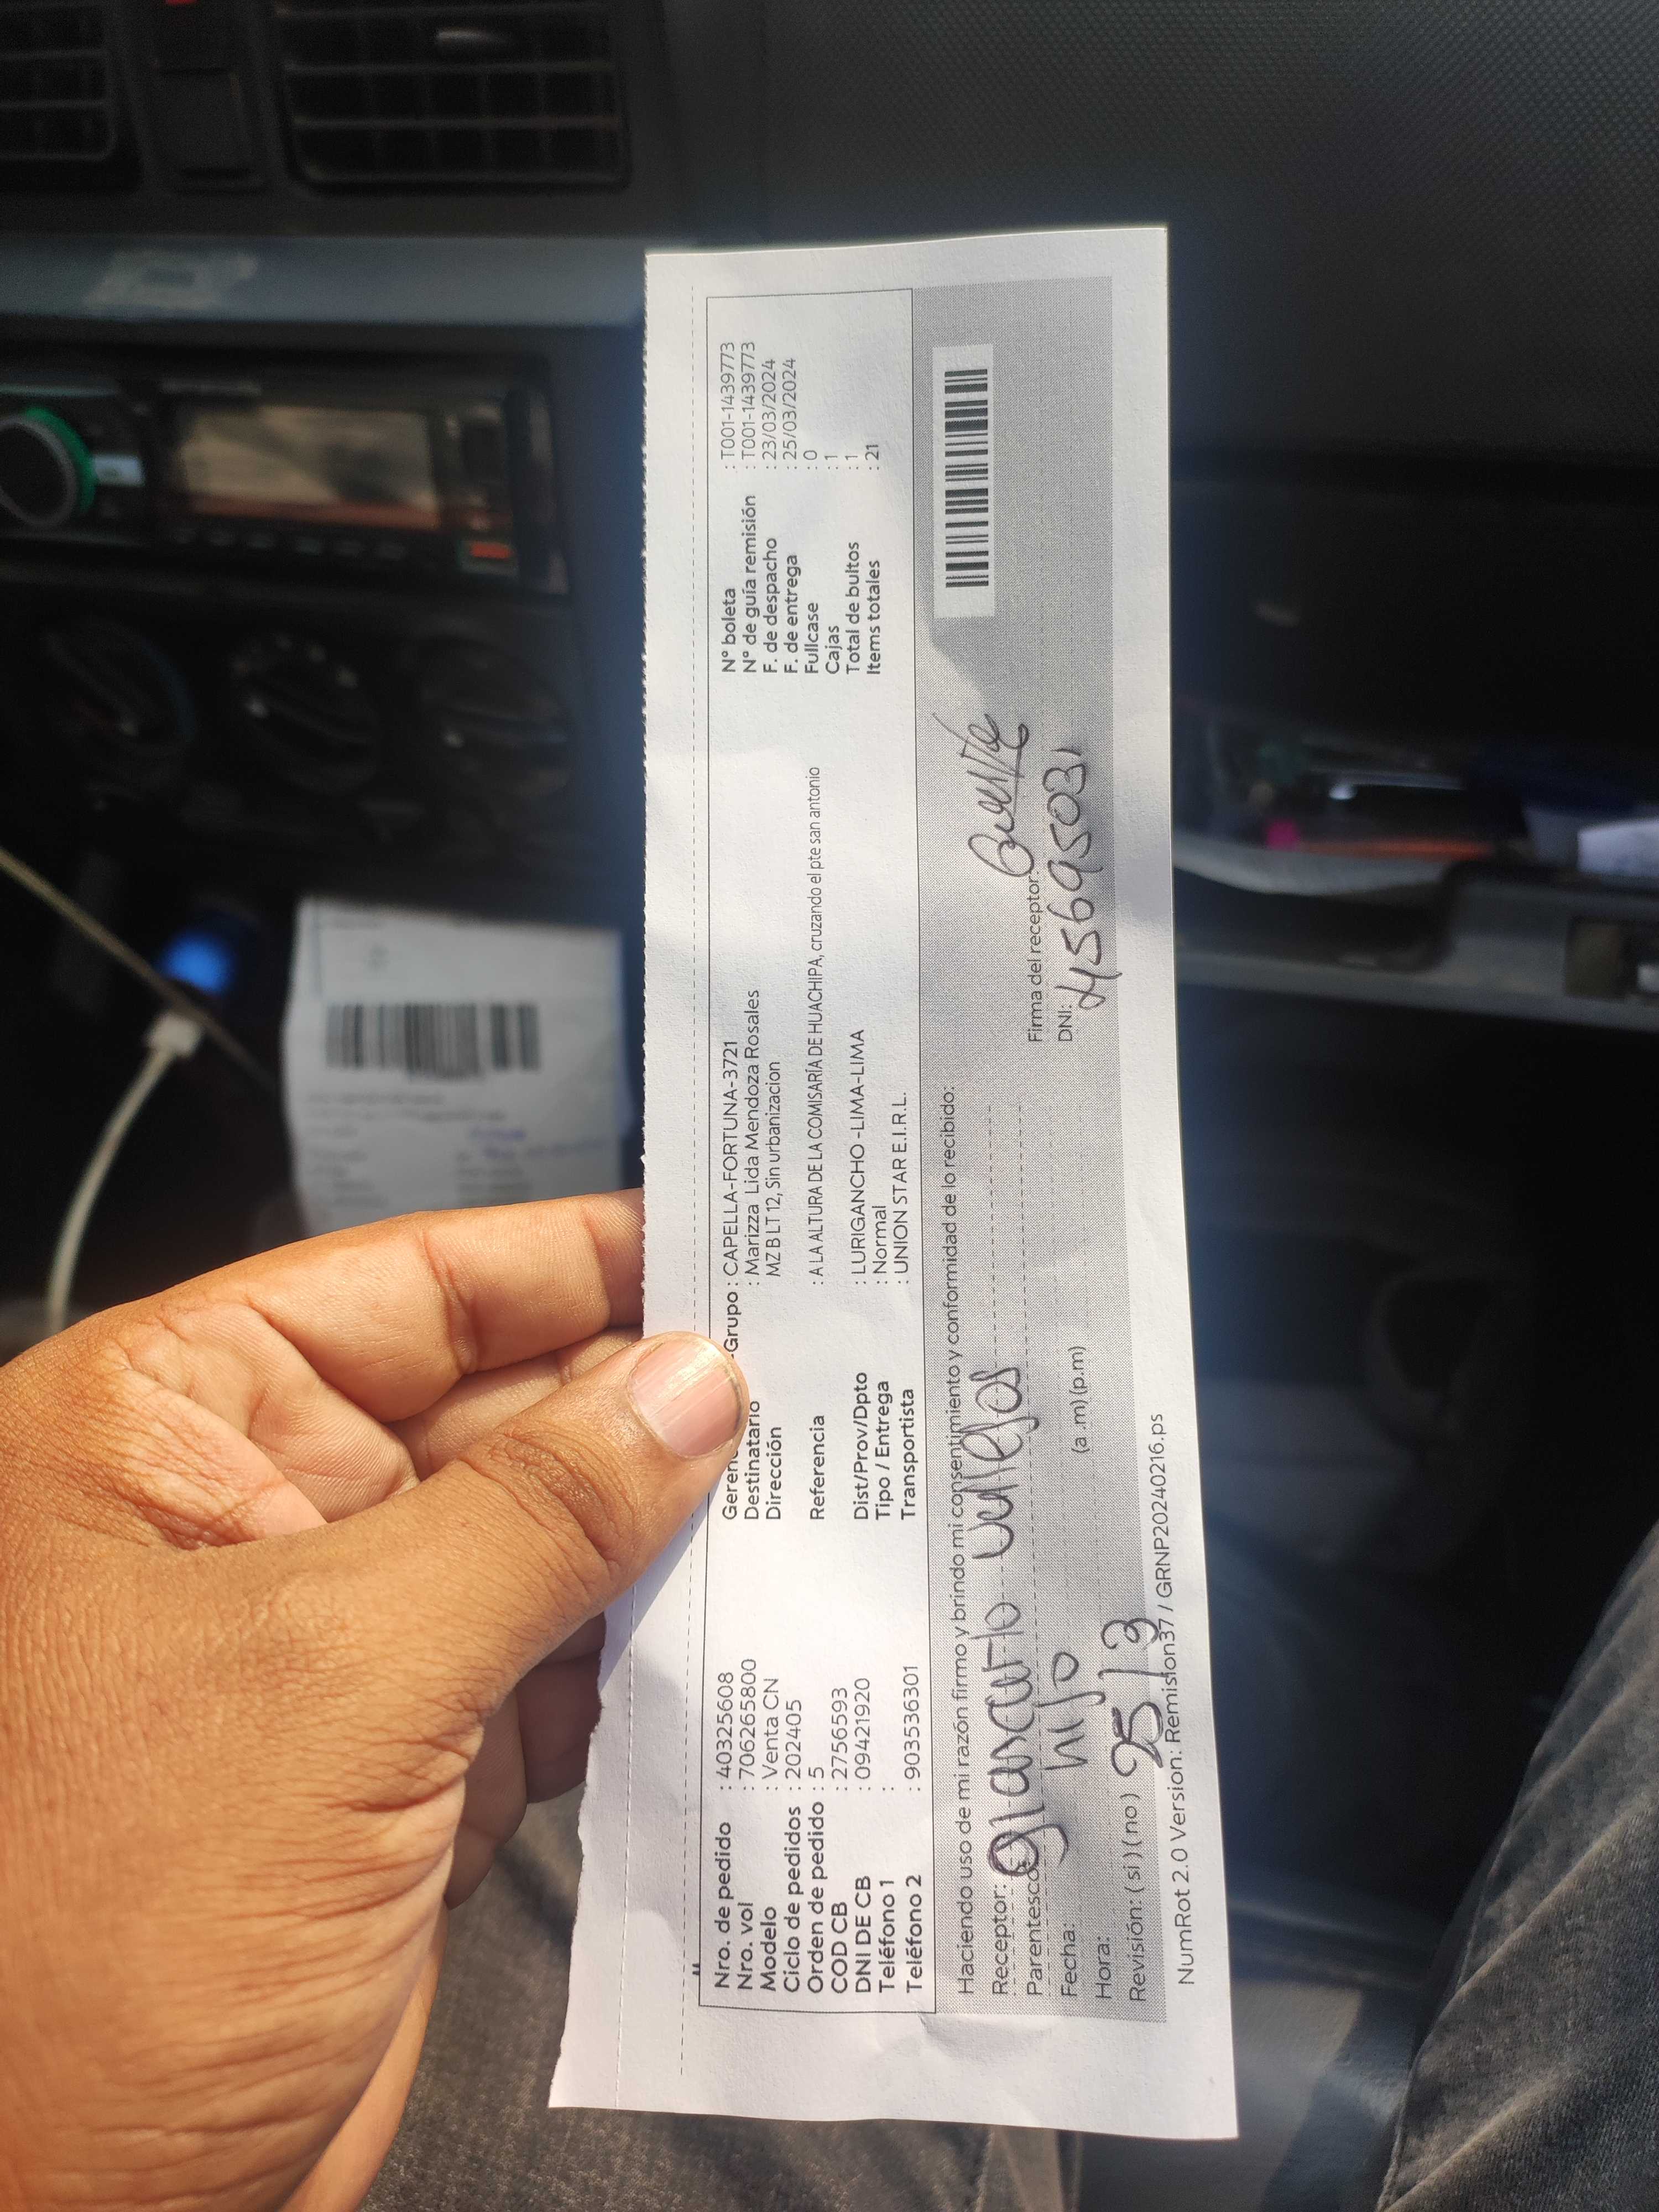 Nro. de pedido : 40325608
Nro. vol : 706265800
Modelo : Venta CN
Ciclo de pedidos : 202405
Orden de pedido : 5
COD CB : 2756593
DNI DE CB : 09421920
Teléfono 1 :
Teléfono 2 : 903536301
Geren Grupo : CAPELLA-FORTUNA-3721
Destinatario : Marizza Lida Mendoza Rosales
Dirección MZ B LT 12, Sin urbanizacion
Referencia : A LA ALTURA DE LA COMISARÍA DE HUACHIPA, cruzando el pte san antonio
Dist/Prov/Dpto : LURIGANCHO -LIMA-LIMA
Tipo / Entrega : Normal
Transportista : UNION STAR E.I.R.L.
N° boleta : T001-1439773
N° de guía remisión : T001-1439773
F. de despacho : 23/03/2024
F. de entrega : 25/03/2024
Fullcase : 0
Cajas : 1
Total de bultos : 1
Items totales : 21
Haciendo uso de mi razón firmo y brindo mi consentimiento y conformidad de lo recibido:
Receptor: giancarlo vallejos
Parentesco: hijo
Fecha: 25/3
Hora: (a.m) (p.m)
Revisión: ( si ) ( no )
Firma del receptor:
DNI: 45695031
NumRot 2.0 Version: Remision37 / GRNP20240216.ps